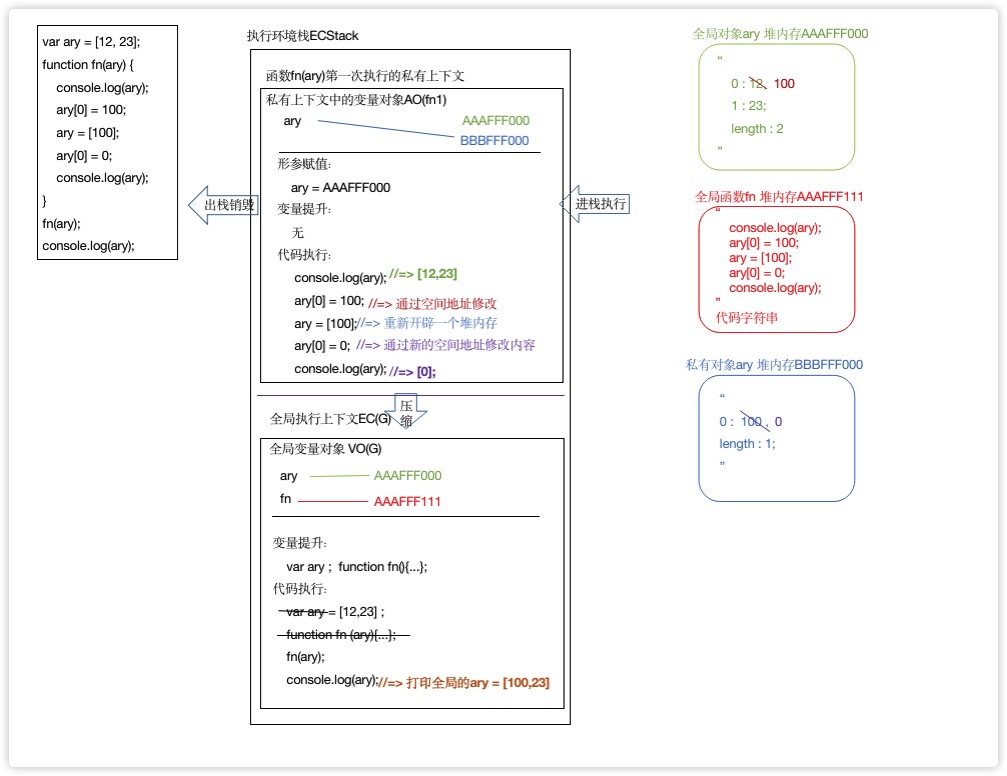 var ary = [12, 23];
function fn(ary) {
console.log(ary);
ary[0] = 100;
ary = [100];
ary[0] = 0;
console.log(ary);
}
fn(ary);
console.log(ary);
执行环境栈ECStack
函数fn(ary)第一次执行的私有上下文
私有上下文中的变量对象AO(fn1)
ary
AAAFFF000
BBBFFF000
形参赋值:
ary = AAAFFF000
变量提升:
无
代码执行:
console.log(ary); //=> [12,23]
ary[0] = 100; //=> 通过空间地址修改
ary = [100];//=> 重新开辟一个堆内存
ary[0] = 0; //=> 通过新的空间地址修改内容
console.log(ary); //=> [0];
出栈销毁
进栈执行
压
缩
全局执行上下文EC(G)
全局变量对象 VO(G)
ary AAAFFF000
fn AAAFFF111
变量提升:
var ary ; function fn(){...};
代码执行:
var ary = [12,23] ;
function fn (ary){...};
fn(ary);
console.log(ary);//=> 打印全局的ary = [100,23]
全局对象ary 堆内存AAAFFF000
“
0 : 12 100
1 : 23;
length : 2
”
全局函数fn 堆内存AAAFFF111
“
console.log(ary);
ary[0] = 100;
ary = [100];
ary[0] = 0;
console.log(ary);
”
代码字符串
私有对象ary 堆内存BBBFFF000
“
0 : 100 , 0
length : 1;
”